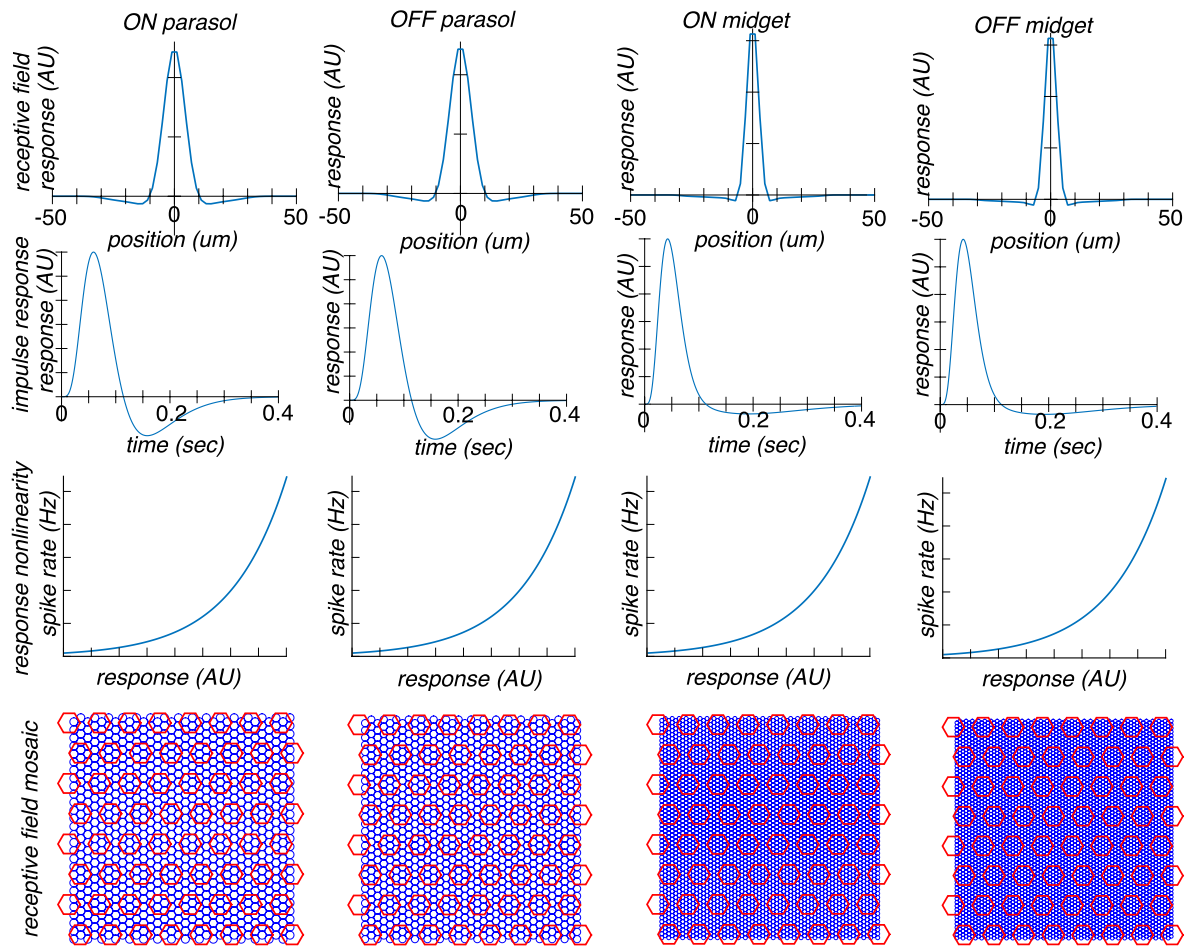 ON parasol
OFF parasol
ON midget
OFF midget
receptive field
response (AU)
response (AU)
response (AU)
response (AU)
-50
0
50
-50
0
50
-50
0
50
-50
0
50
position (um)
position (um)
position (um)
position (um)
impulse response
response (AU)
response (AU)
response (AU)
response (AU)
0
0.2
0.4
0
0.2
0.4
0
0.2
0.4
0
0.2
0.4
time (sec)
time (sec)
time (sec)
time (sec)
response nonlinearity
spike rate (Hz)
spike rate (Hz)
spike rate (Hz)
spike rate (Hz)
response (AU)
response (AU)
response (AU)
response (AU)
receptive field mosaic